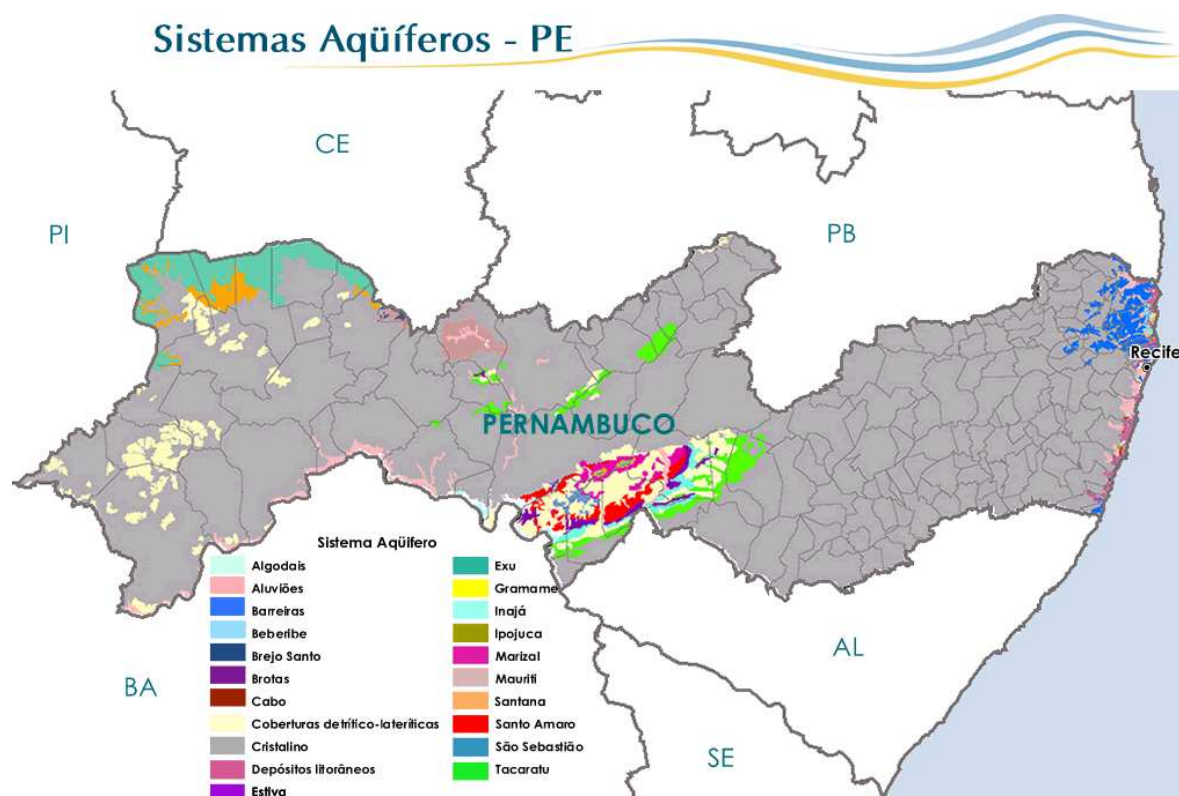 Sistemas Aqüíferos - PE
CE
PI
PB
Recife
PERNAMBUCO
Sistema Aqüífero
Algodais
Aluviões
Barreiras
Beberibe
Brejo Santo
Brotas
Cabo
Coberturas detrítico-lateríticas
Cristalino
Depósitos litorâneos
Estiva
Exu
Gramame
Inajá
Ipojuca
Marizal
Mauriti
Santana
Santo Amaro
São Sebastião
Tacaratu
BA
AL
SE